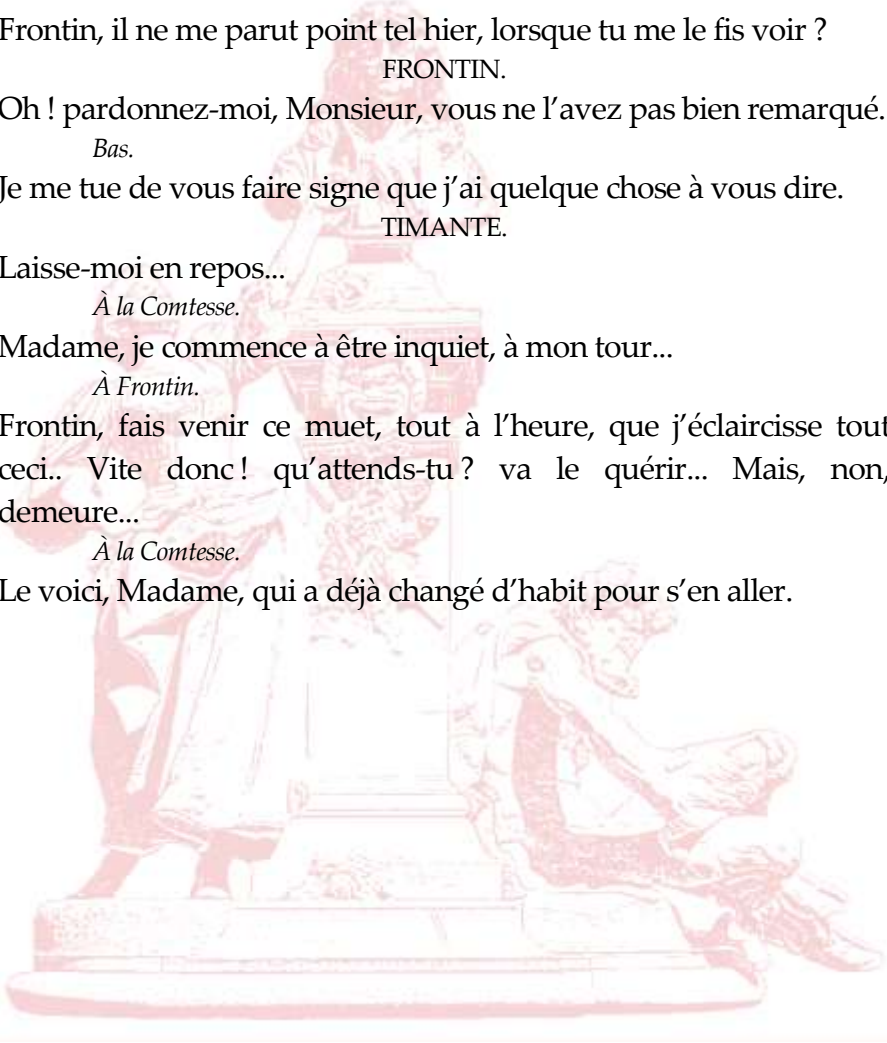 Frontin, il ne me parut point tel hier, lorsque tu me le fis voir ?
FRONTIN.
Oh ! pardonnez-moi, Monsieur, vous ne l’avez pas bien remarqué.
Bas.
Je me tue de vous faire signe que j’ai quelque chose à vous dire.
TIMANTE.
Laisse-moi en repos...
À la Comtesse.
Madame, je commence à être inquiet, à mon tour...
À Frontin.
Frontin, fais venir ce muet, tout à l’heure, que j’éclaircisse tout
ceci.. Vite donc ! qu’attends-tu ? va le quérir... Mais, non,
demeure...
À la Comtesse.
Le voici, Madame, qui a déjà changé d’habit pour s’en aller.